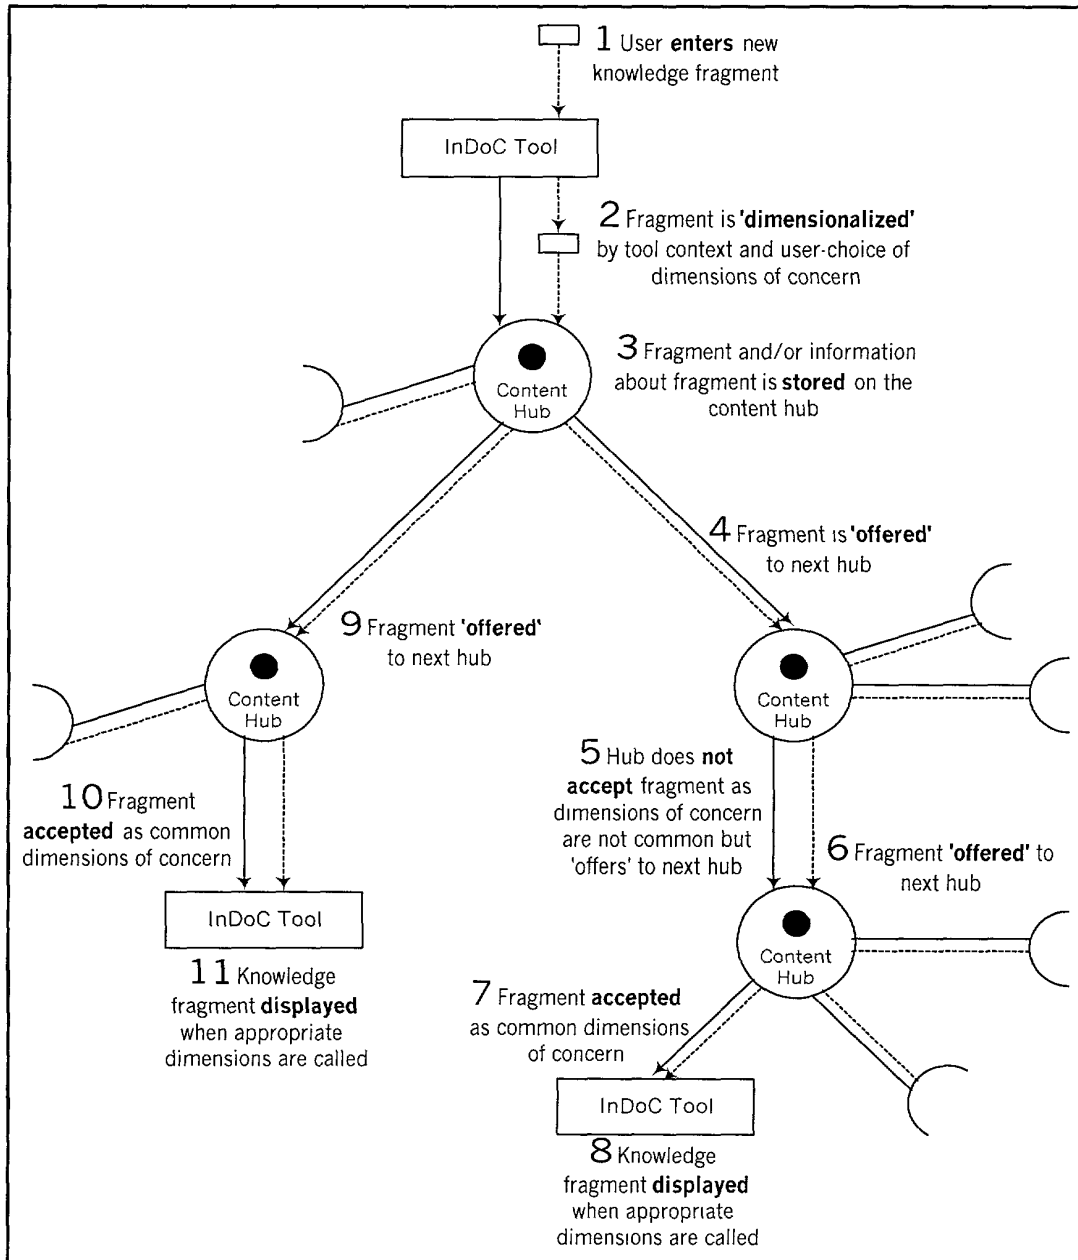 1 User enters new
knowledge fragment
InDoC Tool
2 Fragment is 'dimensionalized'
by tool context and user-choice of
dimensions of concern
3 Fragment and/or information
about fragment is stored on the
content hub
Content
Hub
4 Fragment is 'offered'
to next hub
9 Fragment 'offered'
to next hub
Content
Hub
Content
Hub
5 Hub does not
accept fragment as
dimensions of concern
are not common but
'offers' to next hub
10 Fragment
accepted as common
dimensions of concern
6 Fragment 'offered' to
next hub
InDoC Tool
Content
Hub
11 Knowledge
fragment displayed
when appropriate
dimensions are called
7 Fragment accepted
as common dimensions
of concern
InDoC Tool
8 Knowledge
fragment displayed
when appropriate
dimensions are called